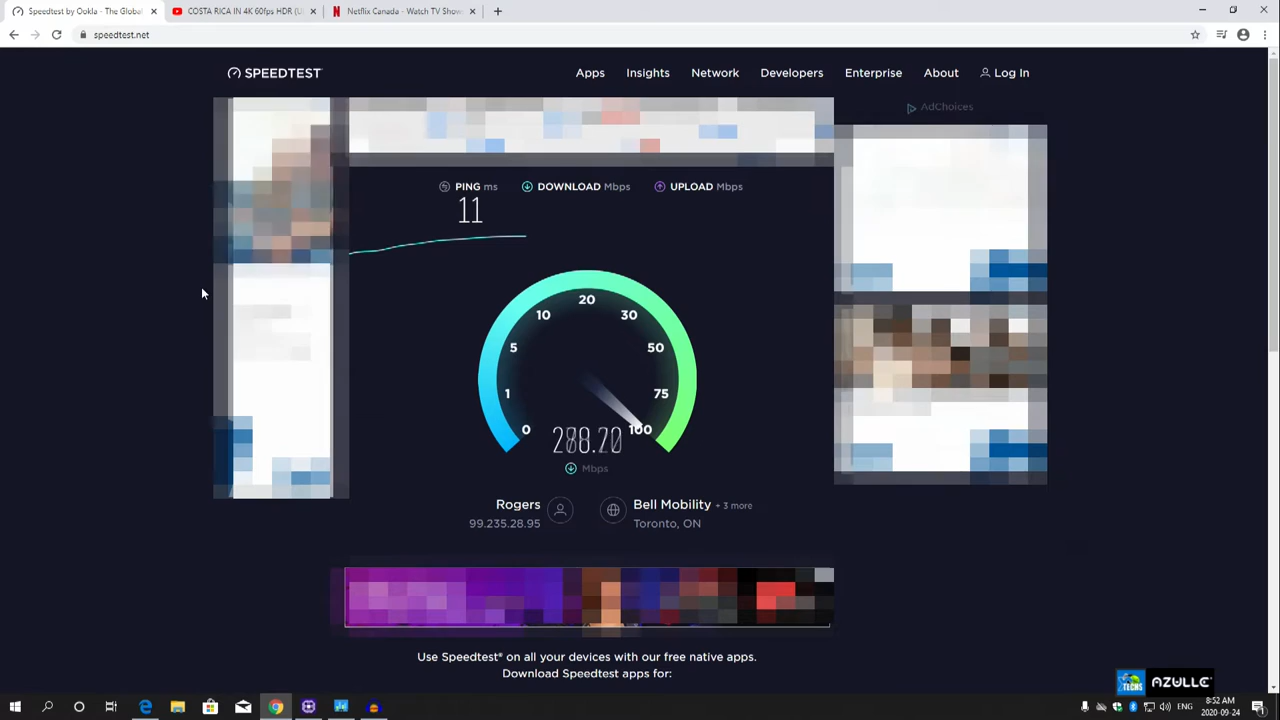 Speedtest by Ookla - The Global
COSTA RICA IN 4K 60fps HDR (U
Netflix Canada - Watch TV Show
speedtest.net
SPEEDTEST
Apps Insights Network Developers Enterprise About Log In
AdChoices
PING ms DOWNLOAD Mbps UPLOAD Mbps
11
20
10 30
5 50
1 75
0 288.20 100
Mbps
Rogers Bell Mobility + 3 more
99.235.28.95 Toronto, ON
Use Speedtest® on all your devices with our free native apps.
Download Speedtest apps for:
TECHS AZULLE
ENG 8:52 AM
2020-09-24